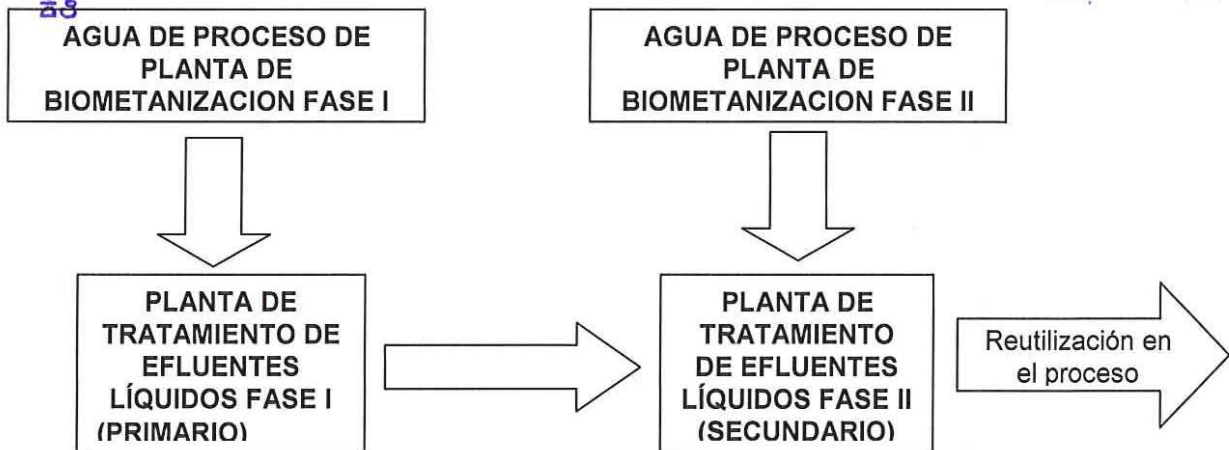 AGUA DE PROCESO DE
PLANTA DE
BIOMETANIZACION FASE I
AGUA DE PROCESO DE
PLANTA DE
BIOMETANIZACION FASE II
PLANTA DE
TRATAMIENTO DE
EFLUENTES
LÍQUIDOS FASE I
(PRIMARIO)
PLANTA DE
TRATAMIENTO
DE EFLUENTES
LÍQUIDOS FASE II
(SECUNDARIO)
Reutilización en
el proceso